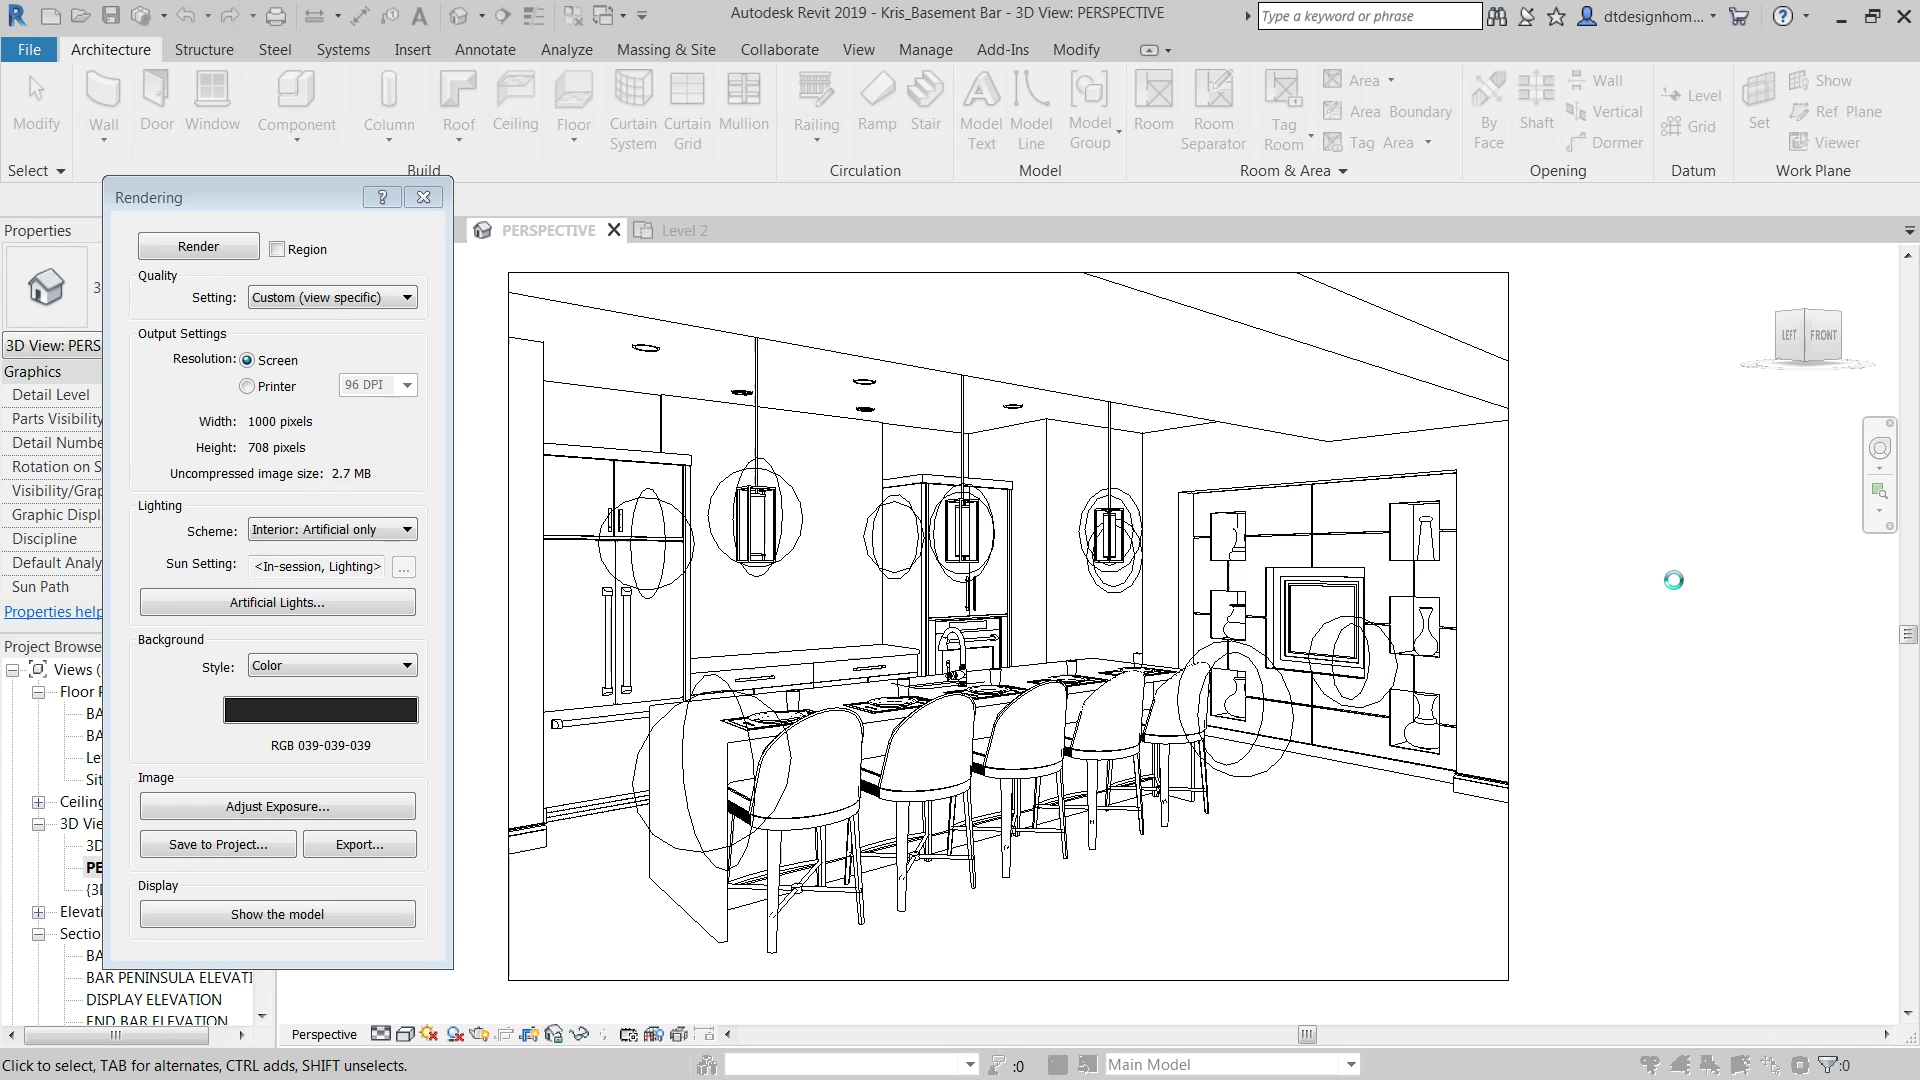 Autodesk Revit 2019 - Kris_Basement Bar - 3D View: PERSPECTIVE
Type a keyword or phrase
dtdesignhom...
File Architecture Structure Steel Systems Insert Annotate Analyze Massing & Site Collaborate View Manage Add-Ins Modify
Modify
Wall Door Window Component Column Roof Ceiling Floor Curtain System Curtain Grid Mullion
Railing Ramp Stair
Model Text Model Line Model Group
Room Room Separator Tag Room
Area
Area Boundary
Tag Area
By Face Shaft
Wall
Vertical
Dormer
Level
Grid
Set
Show
Ref Plane
Viewer
Select Build Circulation Model Room & Area Opening Datum Work Plane
Properties
3
3D View: PERS
Graphics
Detail Level
Parts Visibility
Detail Numbe
Rotation on S
Visibility/Grap
Graphic Displ
Discipline
Default Analy
Sun Path
Properties help
Project Browse
Views (
Floor P
BA
BA
Le
Sit
Ceiling
3D Vie
3D
PE
{3D
Elevati
Sectio
BA
BAR PENINSULA ELEVATI
DISPLAY ELEVATION
END BAR ELEVATION
Rendering
?
Render
Region
Quality
Setting: Custom (view specific)
Output Settings
Resolution: Screen
Printer 96 DPI
Width: 1000 pixels
Height: 708 pixels
Uncompressed image size: 2.7 MB
Lighting
Scheme: Interior: Artificial only
Sun Setting: <In-session, Lighting> ...
Artificial Lights...
Background
Style: Color
RGB 039-039-039
Image
Adjust Exposure...
Save to Project... Export...
Display
Show the model
PERSPECTIVE
Level 2
LEFT FRONT
Perspective
Click to select, TAB for alternates, CTRL adds, SHIFT unselects.
:0
Main Model
:0